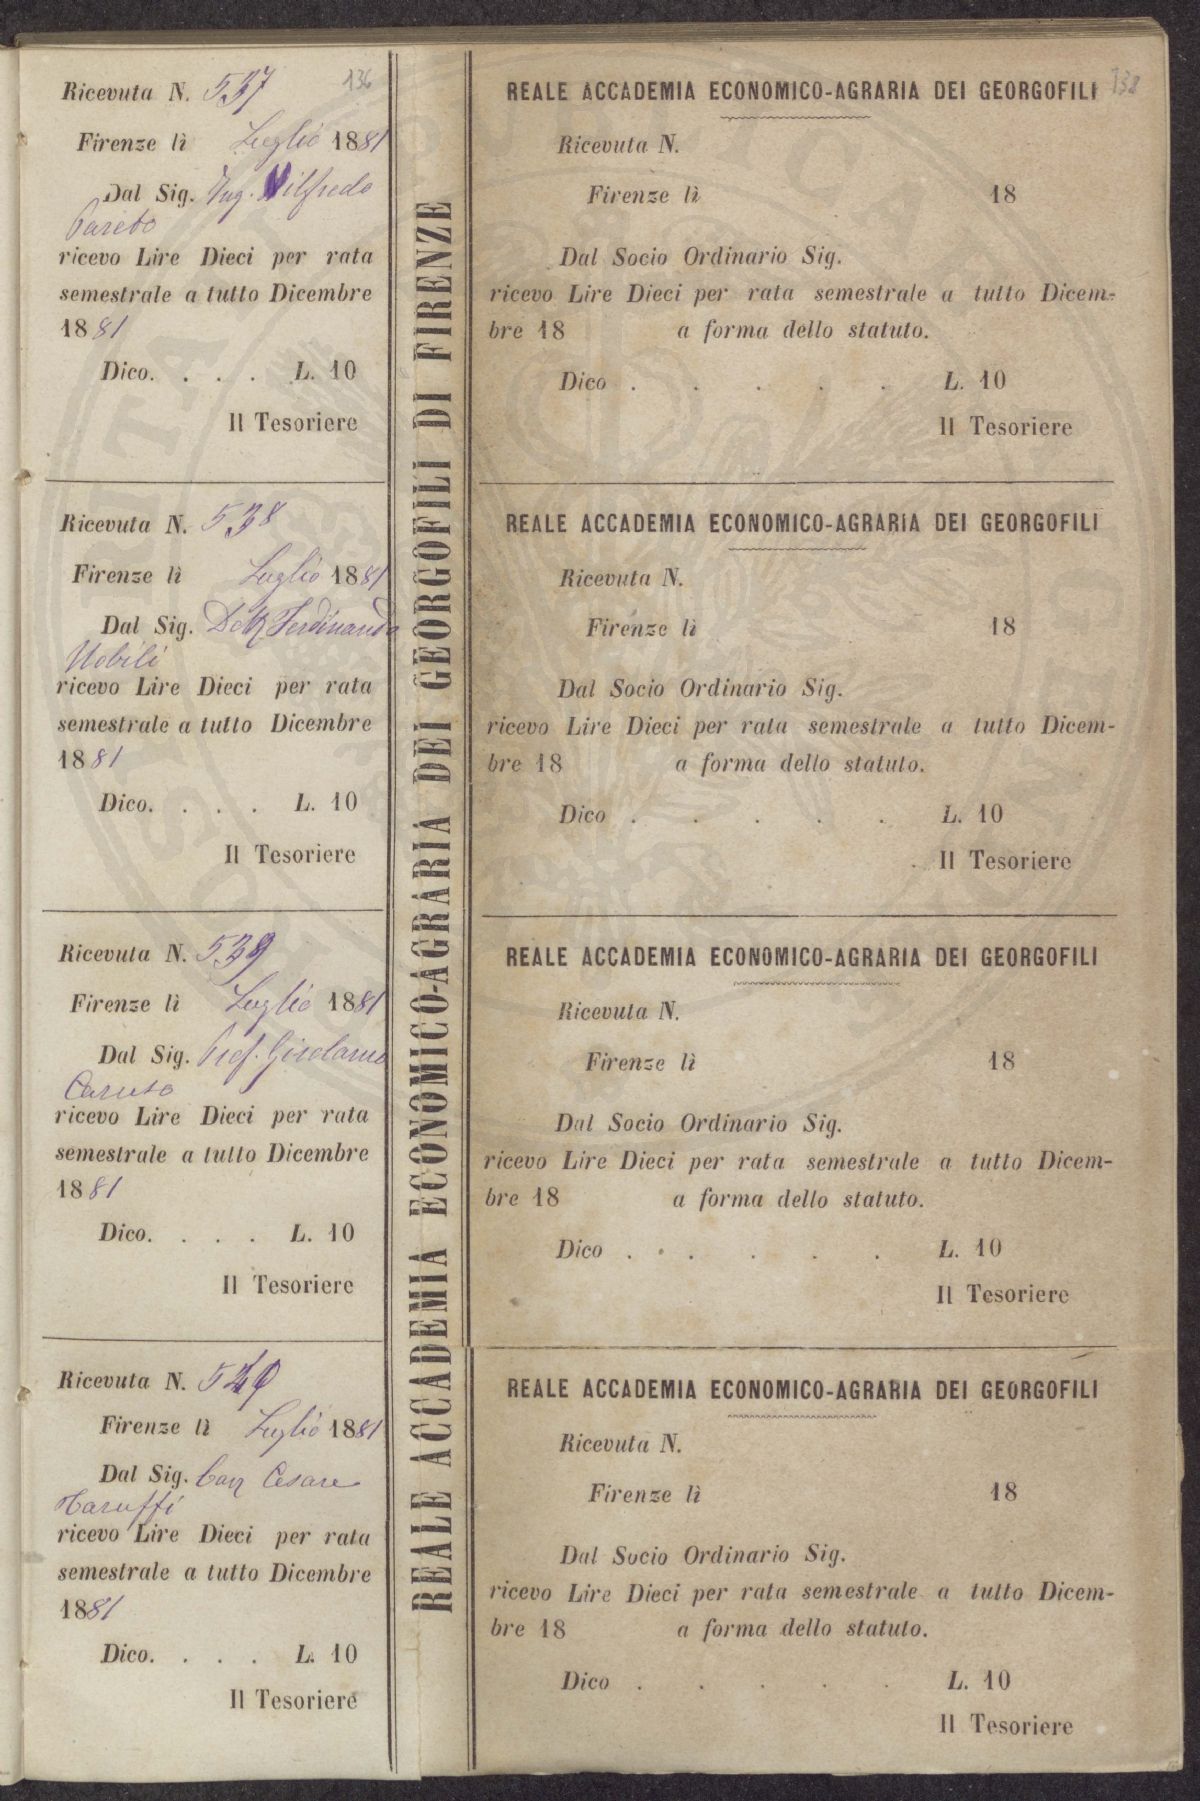 136
Ricevuta N. 537
Firenze lì Luglio 1881
Dal Sig. Ing. Vilfredo
Pareto
ricevo Lire Dieci per rata
semestrale a tutto Dicembre
1881
Dico. . . . L. 10
Il Tesoriere
Ricevuta N. 538
Firenze lì Luglio 1881
Dal Sig. Dott Ferdinando
Nobili
ricevo Lire Dieci per rata
semestrale a tutto Dicembre
1881
Dico. . . . L. 10
Il Tesoriere
Ricevuta N. 539
Firenze lì Luglio 1881
Dal Sig. Prof. Girolamo
Caruso
ricevo Lire Dieci per rata
semestrale a tutto Dicembre
1881
Dico. . . . L. 10
Il Tesoriere
Ricevuta N. 540
Firenze lì Luglio 1881
Dal Sig. Cav Cesare
Taruffi
ricevo Lire Dieci per rata
semestrale a tutto Dicembre
1881
Dico. . . . L. 10
Il Tesoriere
REALE ACCADEMIA ECONOMICO-AGRARIA DEI GEORGOFILI DI FIRENZE
138
REALE ACCADEMIA ECONOMICO-AGRARIA DEI GEORGOFILI
Ricevuta N.
Firenze lì 18
Dal Socio Ordinario Sig.
ricevo Lire Dieci per rata semestrale a tutto Dicem-
bre 18 a forma dello statuto.
Dico . . . . . L. 10
Il Tesoriere
REALE ACCADEMIA ECONOMICO-AGRARIA DEI GEORGOFILI
Ricevuta N.
Firenze lì 18
Dal Socio Ordinario Sig.
ricevo Lire Dieci per rata semestrale a tutto Dicem-
bre 18 a forma dello statuto.
Dico . . . . . L. 10
Il Tesoriere
REALE ACCADEMIA ECONOMICO-AGRARIA DEI GEORGOFILI
Ricevuta N.
Firenze lì 18
Dal Socio Ordinario Sig.
ricevo Lire Dieci per rata semestrale a tutto Dicem-
bre 18 a forma dello statuto.
Dico . . . . . L. 10
Il Tesoriere
REALE ACCADEMIA ECONOMICO-AGRARIA DEI GEORGOFILI
Ricevuta N.
Firenze lì 18
Dal Socio Ordinario Sig.
ricevo Lire Dieci per rata semestrale a tutto Dicem-
bre 18 a forma dello statuto.
Dico . . . . . L. 10
Il Tesoriere